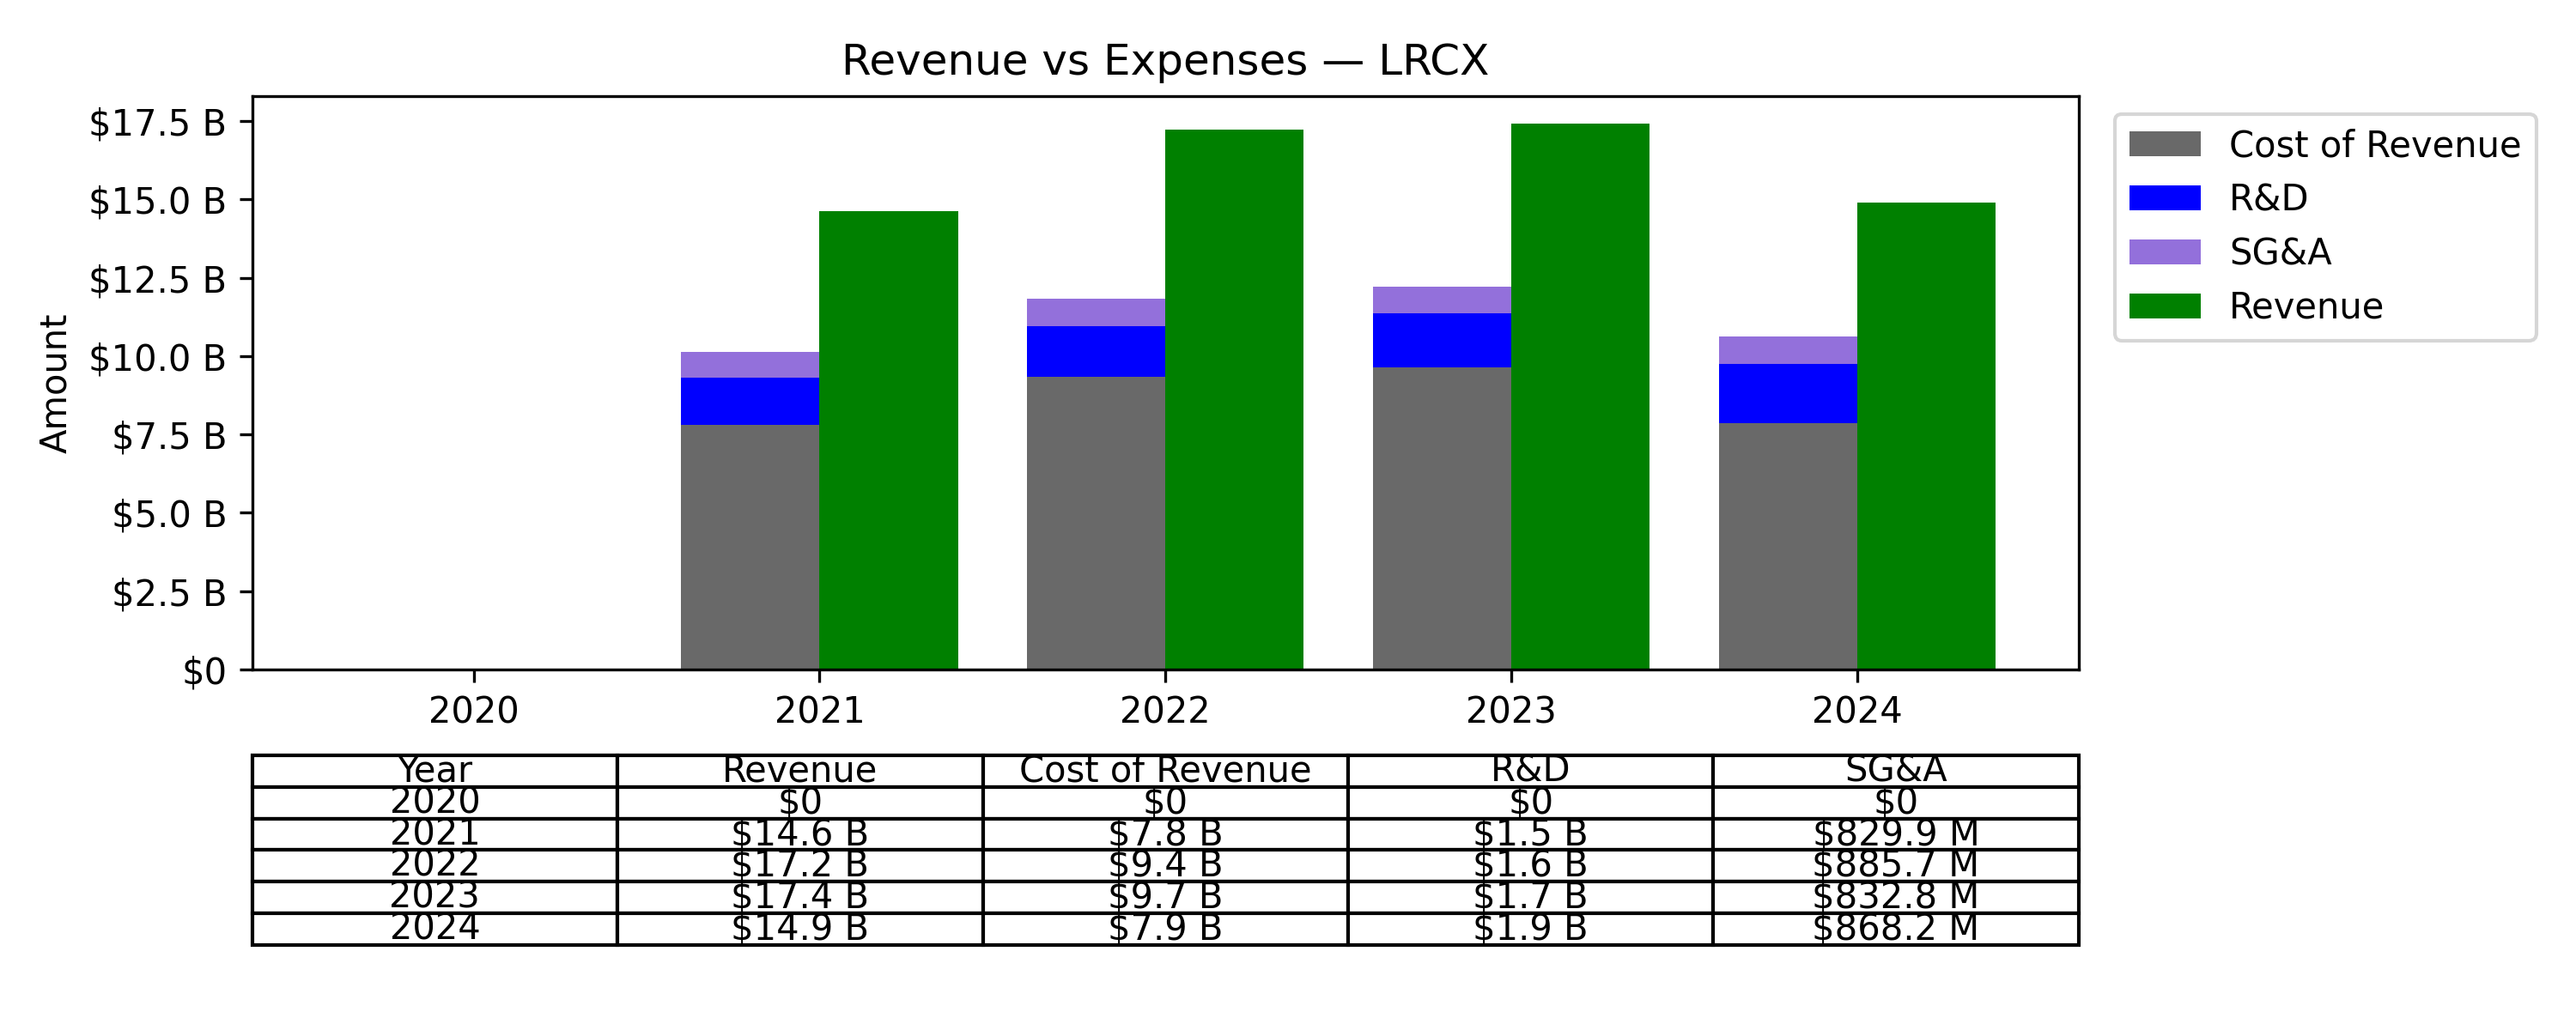 Revenue vs Expenses — LRCX
$17.5 B
$15.0 B
$12.5 B
$10.0 B
$7.5 B
$5.0 B
$2.5 B
$0
Amount
2020 2021 2022 2023 2024
Cost of Revenue
R&D
SG&A
Revenue
Year Revenue Cost of Revenue R&D SG&A
2020 $0 $0 $0 $0
2021 $14.6 B $7.8 B $1.5 B $829.9 M
2022 $17.2 B $9.4 B $1.6 B $885.7 M
2023 $17.4 B $9.7 B $1.7 B $832.8 M
2024 $14.9 B $7.9 B $1.9 B $868.2 M